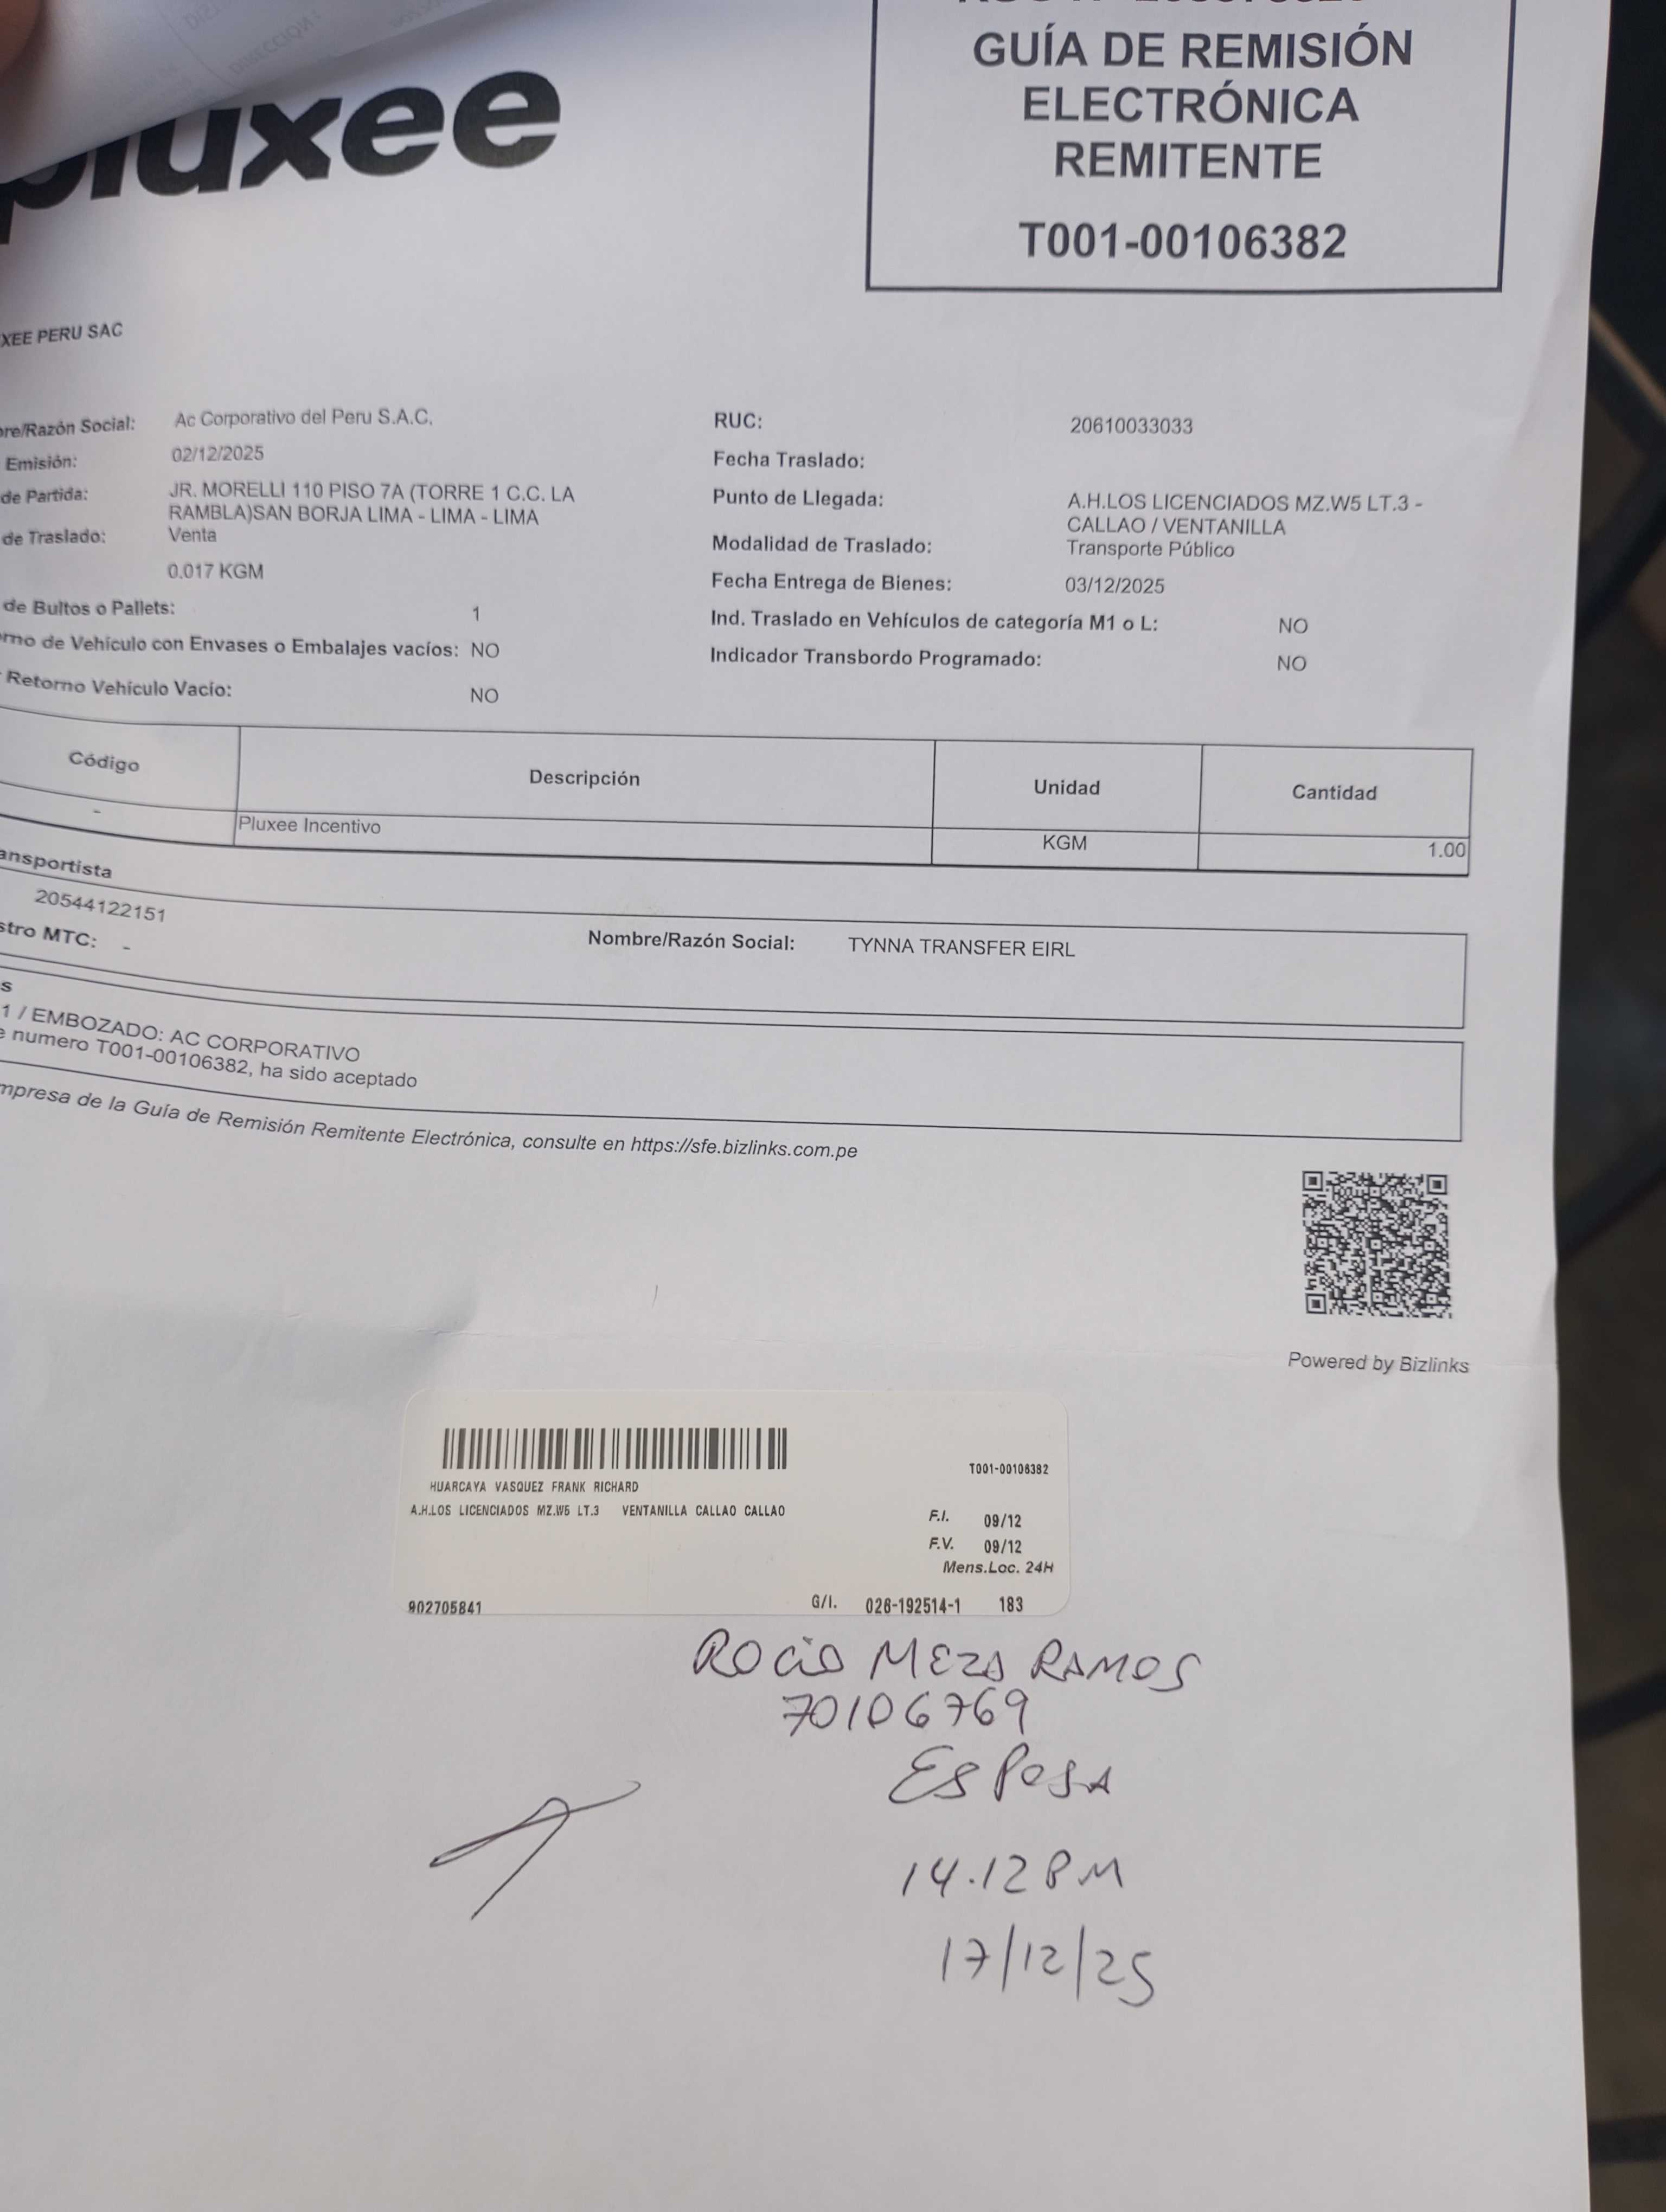 pluxee
GUÍA DE REMISIÓN
ELECTRÓNICA
REMITENTE
T001-00106382
XEE PERU SAC
re/Razón Social: Ac Corporativo del Peru S.A.C.
Emisión: 02/12/2025
de Partida: JR. MORELLI 110 PISO 7A (TORRE 1 C.C. LA
RAMBLA)SAN BORJA LIMA - LIMA - LIMA
de Traslado: Venta
0.017 KGM
de Bultos o Pallets: 1
rno de Vehículo con Envases o Embalajes vacíos: NO
Retorno Vehículo Vacío: NO
RUC: 20610033033
Fecha Traslado:
Punto de Llegada: A.H.LOS LICENCIADOS MZ.W5 LT.3 -
CALLAO / VENTANILLA
Modalidad de Traslado: Transporte Público
Fecha Entrega de Bienes: 03/12/2025
Ind. Traslado en Vehículos de categoría M1 o L: NO
Indicador Transbordo Programado: NO
Código Descripción Unidad Cantidad
- Pluxee Incentivo KGM 1.00
ansportista
20544122151
Nombre/Razón Social: TYNNA TRANSFER EIRL
stro MTC: -
s
1 / EMBOZADO: AC CORPORATIVO
e numero T001-00106382, ha sido aceptado
mpresa de la Guía de Remisión Remitente Electrónica, consulte en https://sfe.bizlinks.com.pe
Powered by Bizlinks
T001-00106382
HUARCAYA VASQUEZ FRANK RICHARD
A.H.LOS LICENCIADOS MZ.W5 LT.3 VENTANILLA CALLAO CALLAO
F.I. 09/12
F.V. 09/12
Mens.Loc. 24H
902705841 G/I. 026-192514-1 183
ROCIO MEZA RAMOS
70106769
ESPOSA
14.12 PM
17/12/25